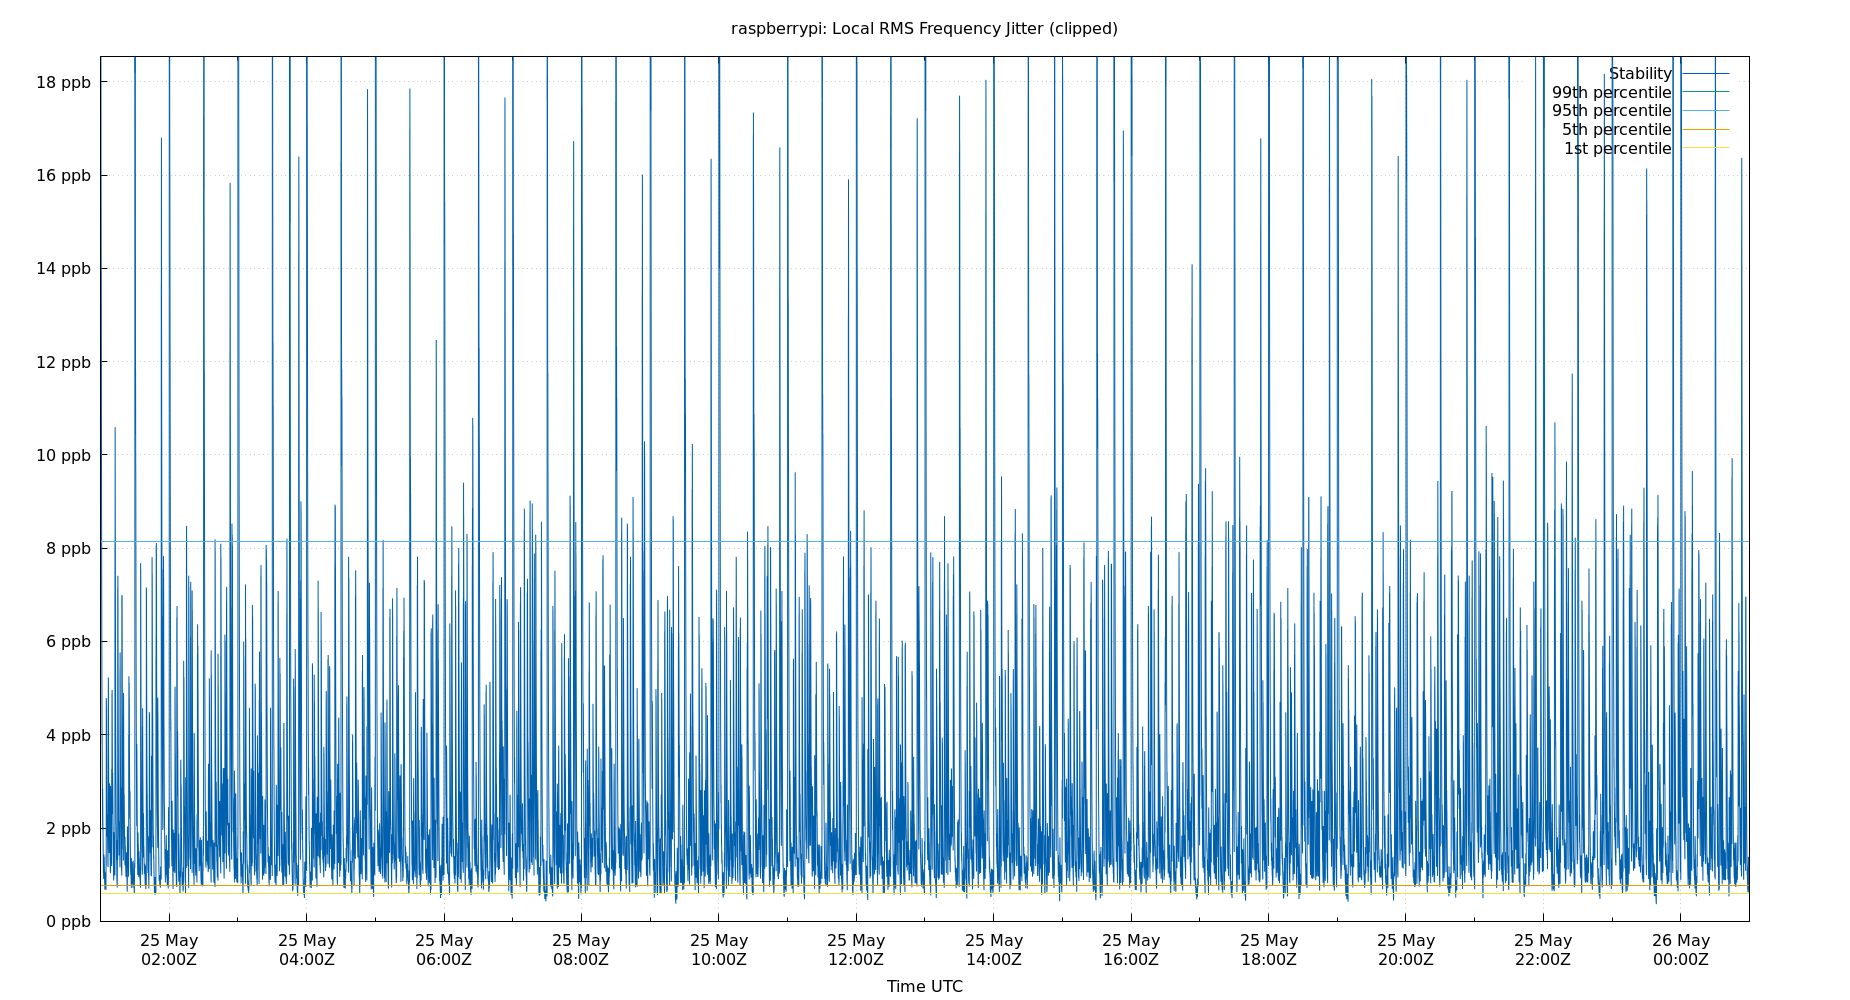 raspberrypi: Local RMS Frequency Jitter (clipped)
Stability
99th percentile
95th percentile
5th percentile
1st percentile
18 ppb
16 ppb
14 ppb
12 ppb
10 ppb
8 ppb
6 ppb
4 ppb
2 ppb
0 ppb
25 May 25 May 25 May 25 May 25 May 25 May 25 May 25 May 25 May 25 May 25 May 26 May
02:00Z 04:00Z 06:00Z 08:00Z 10:00Z 12:00Z 14:00Z 16:00Z 18:00Z 20:00Z 22:00Z 00:00Z
Time UTC